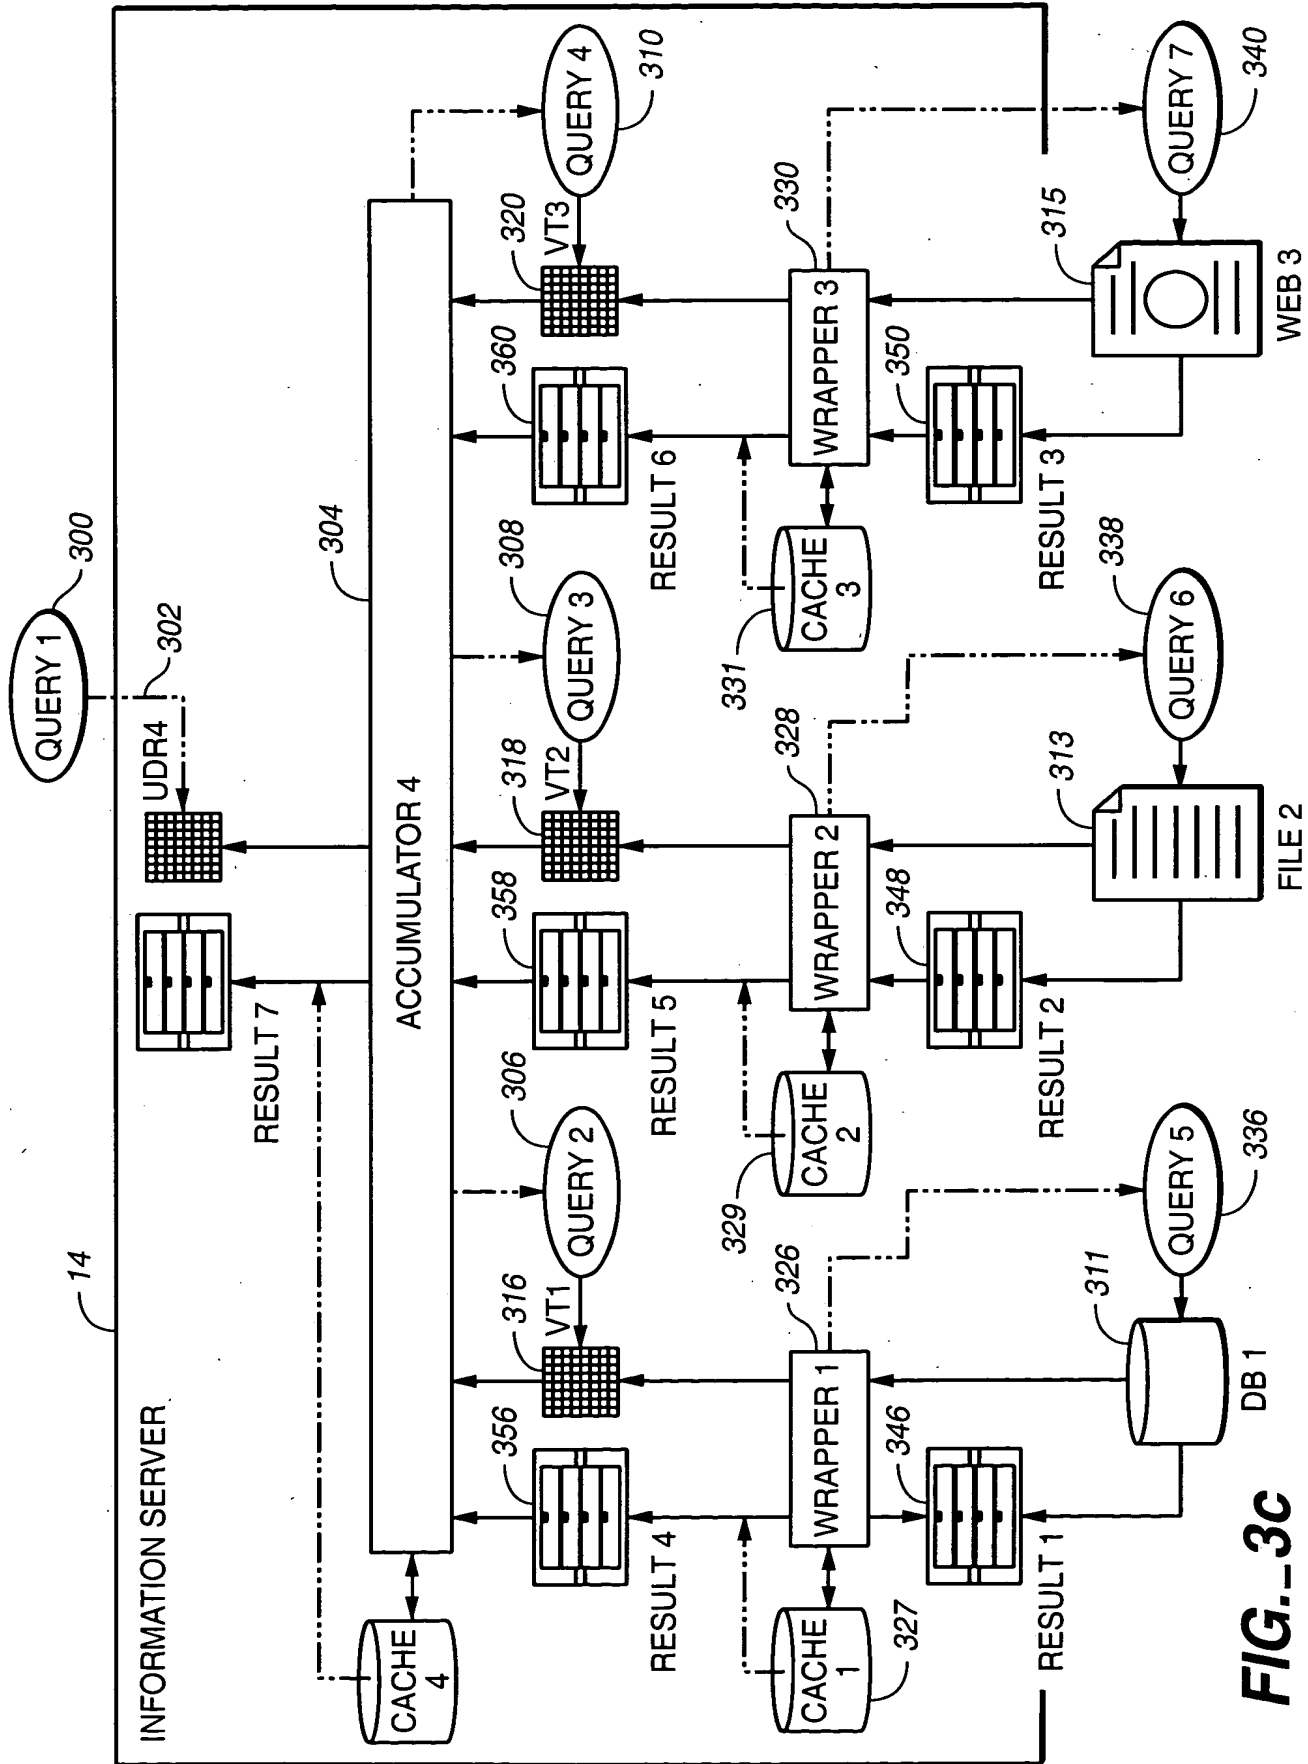 QUERY 1
300
302
14
INFORMATION SERVER
UDR4
RESULT 7
304
ACCUMULATOR 4
CACHE
4
306
QUERY 2
308
QUERY 3
310
QUERY 4
356
316
VT1
358
318
VT2
360
320
VT3
RESULT 4
RESULT 5
RESULT 6
326
WRAPPER 1
328
WRAPPER 2
330
WRAPPER 3
CACHE
1
327
CACHE
2
329
CACHE
3
331
346
RESULT 1
348
RESULT 2
350
RESULT 3
311
DB 1
QUERY 5
336
313
FILE 2
QUERY 6
338
315
WEB 3
QUERY 7
340
FIG._3c